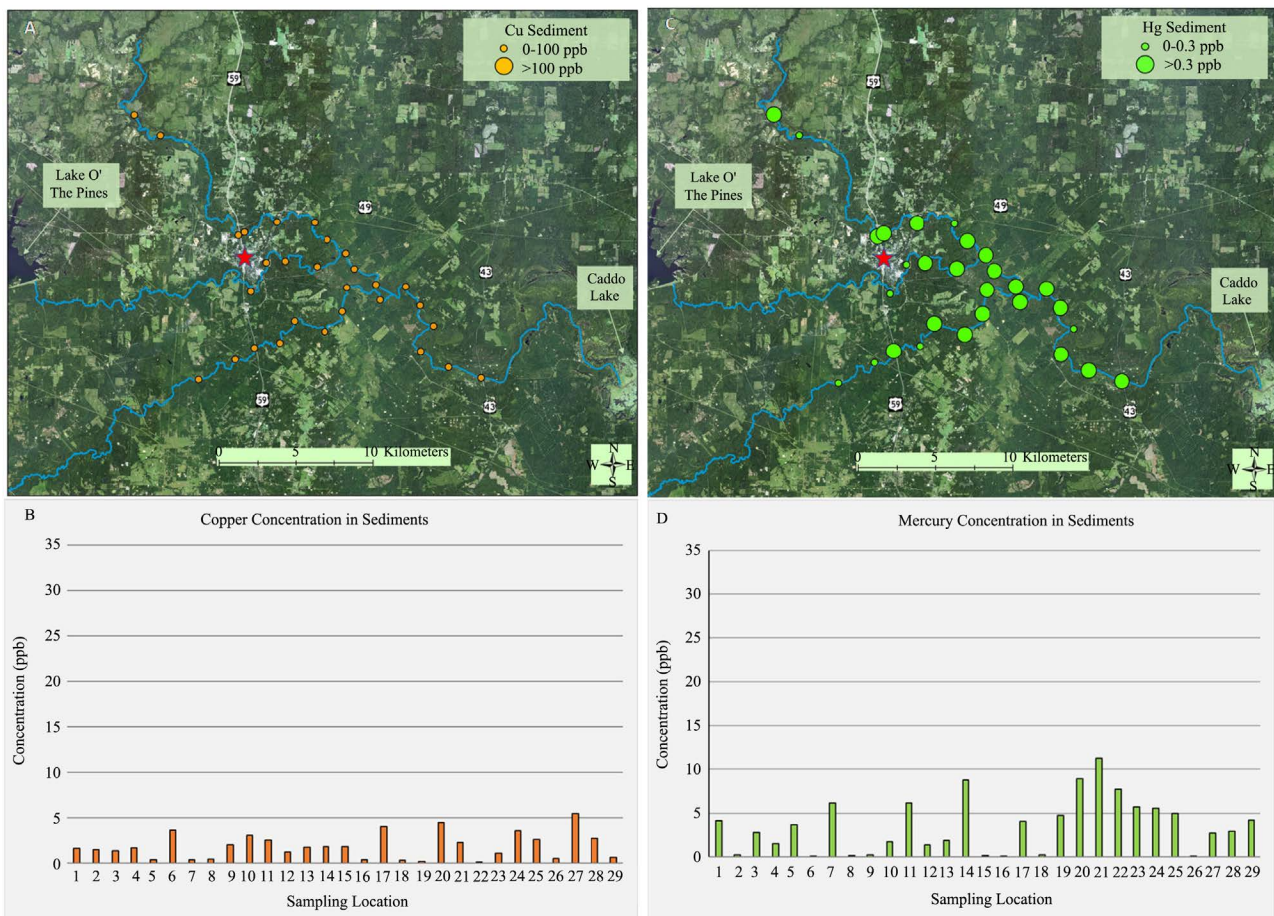 A
Cu Sediment
0-100 ppb
>100 ppb
59
Lake O'
The Pines
49
43
Caddo
Lake
59
43
0 5 10 Kilometers
N
W E
S
C
Hg Sediment
0-0.3 ppb
>0.3 ppb
59
Lake O'
The Pines
49
43
Caddo
Lake
59
43
0 5 10 Kilometers
N
W E
S
B
Copper Concentration in Sediments
Concentration (ppb)
35
30
25
20
15
10
5
0
1 2 3 4 5 6 7 8 9 10 11 12 13 14 15 16 17 18 19 20 21 22 23 24 25 26 27 28 29
Sampling Location
D
Mercury Concentration in Sediments
Concentration (ppb)
35
30
25
20
15
10
5
0
1 2 3 4 5 6 7 8 9 10 11 12 13 14 15 16 17 18 19 20 21 22 23 24 25 26 27 28 29
Sampling Location